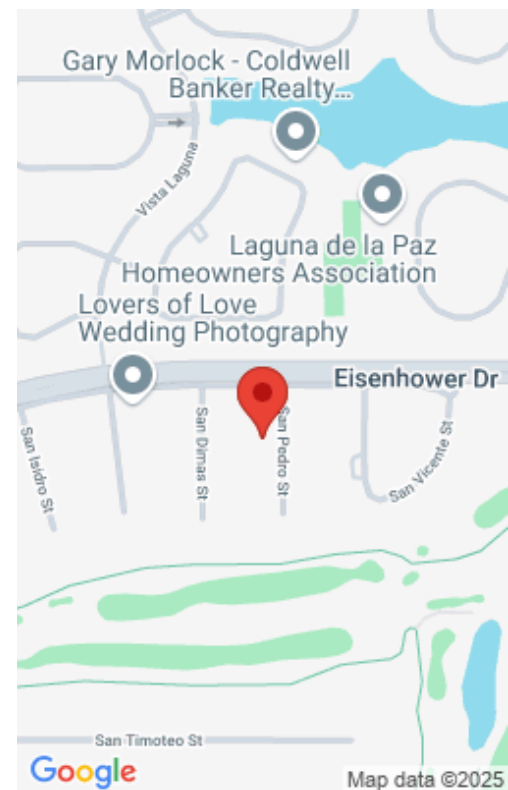 Gary Morlock - Coldwell
Banker Realty...
Vista Laguna
Laguna de la Paz
Homeowners Association
Lovers of Love
Wedding Photography
Eisenhower Dr
San Isidro St
San Dimas St
San Pedro St
San Vicente St
San Timoteo St
Google
Map data ©2025